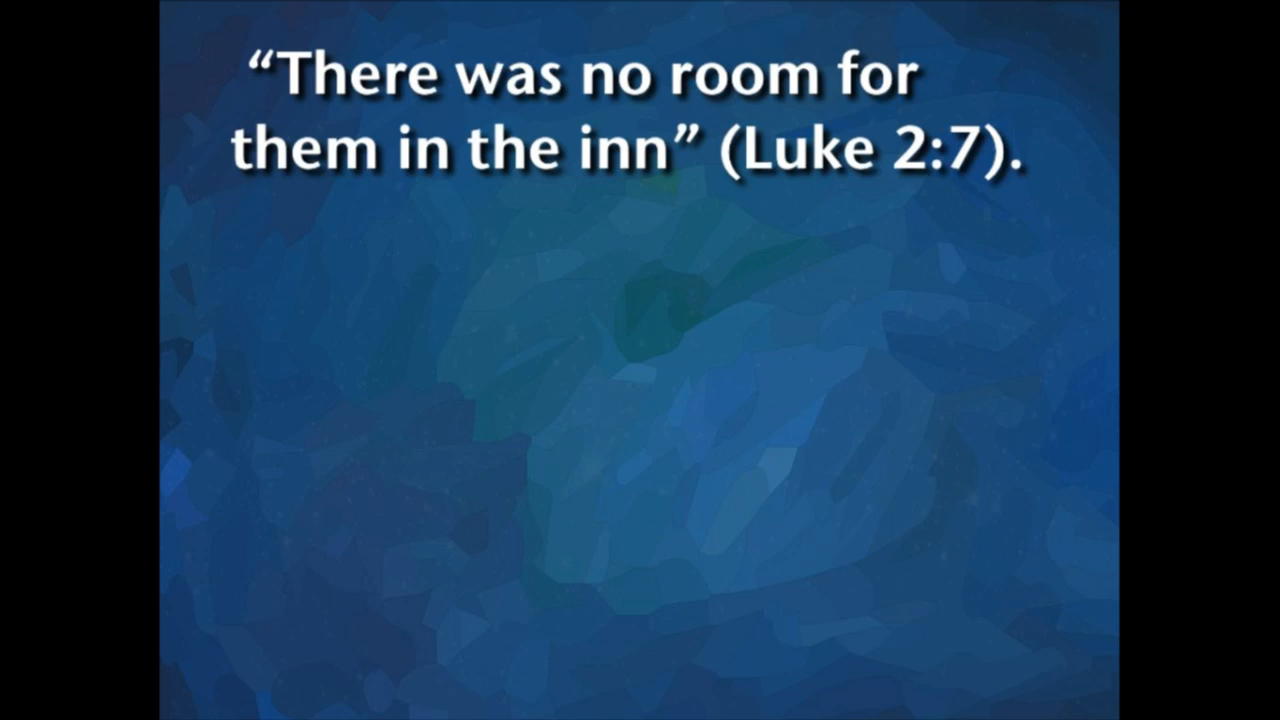 “There was no room for
them in the inn” (Luke 2:7).